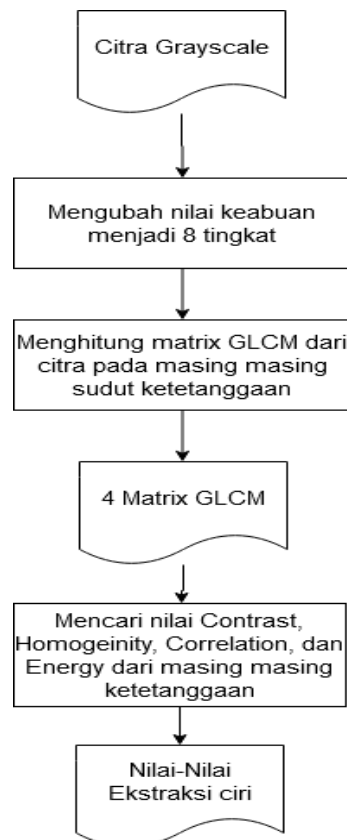 Citra Grayscale
Mengubah nilai keabuan
menjadi 8 tingkat
Menghitung matrix GLCM dari
citra pada masing masing
sudut ketetanggaan
4 Matrix GLCM
Mencari nilai Contrast,
Homogeinity, Correlation, dan
Energy dari masing masing
ketetanggaan
Nilai-Nilai
Ekstraksi ciri